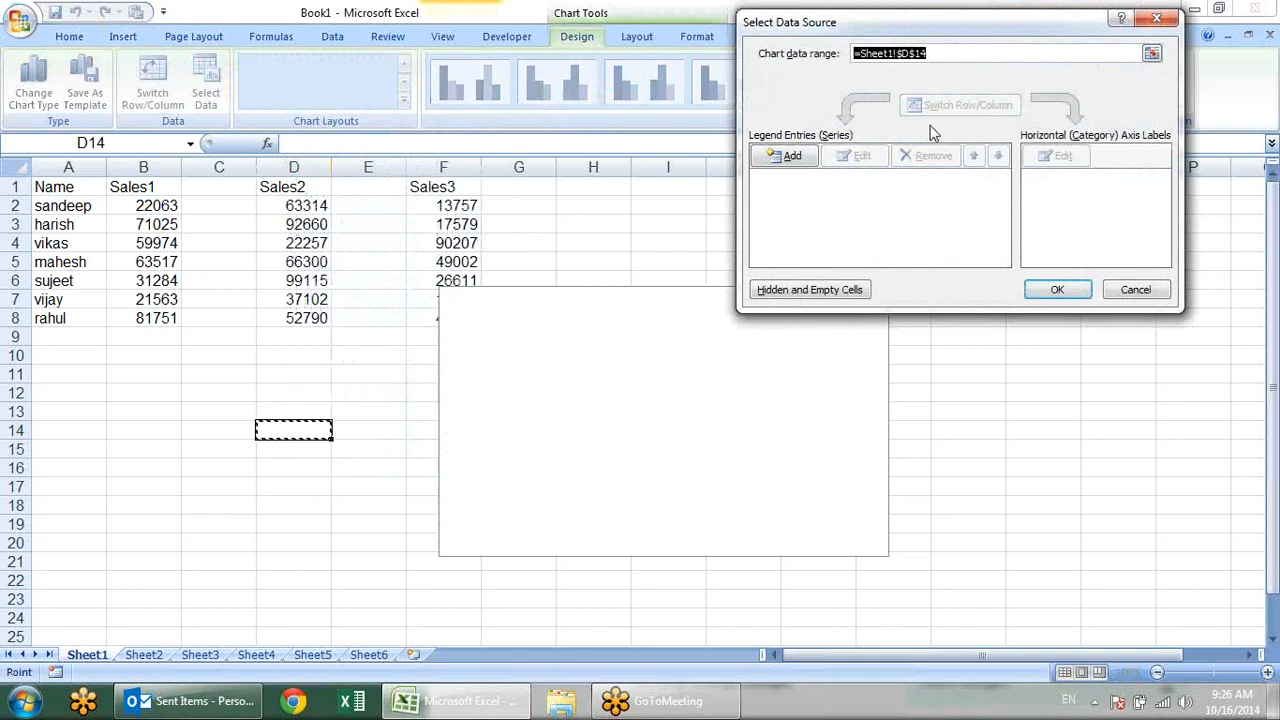 Book1 - Microsoft Excel
Chart Tools
Home Insert Page Layout Formulas Data Review View Developer Design Layout Format
Change Chart Type
Save As Template
Switch Row/Column
Select Data
Type
Data
Chart Layouts
D14
fx
Select Data Source
Chart data range: =Sheet1!$D$14
Switch Row/Column
Legend Entries (Series)
Horizontal (Category) Axis Labels
Add Edit Remove
Edit
Hidden and Empty Cells
OK
Cancel
A B C D E F G H I P
1 Name Sales1 Sales2 Sales3
2 sandeep 22063 63314 13757
3 harish 71025 92660 17579
4 vikas 59974 22257 90207
5 mahesh 63517 66300 49002
6 sujeet 31284 99115 26611
7 vijay 21563 37102
8 rahul 81751 52790
9
10
11
12
13
14
15
16
17
18
19
20
21
22
23
24
25
Sheet1 Sheet2 Sheet3 Sheet4 Sheet5 Sheet6
Point
Sent Items - Perso...
Microsoft Excel - ...
GoToMeeting
EN
9:26 AM
10/16/2014